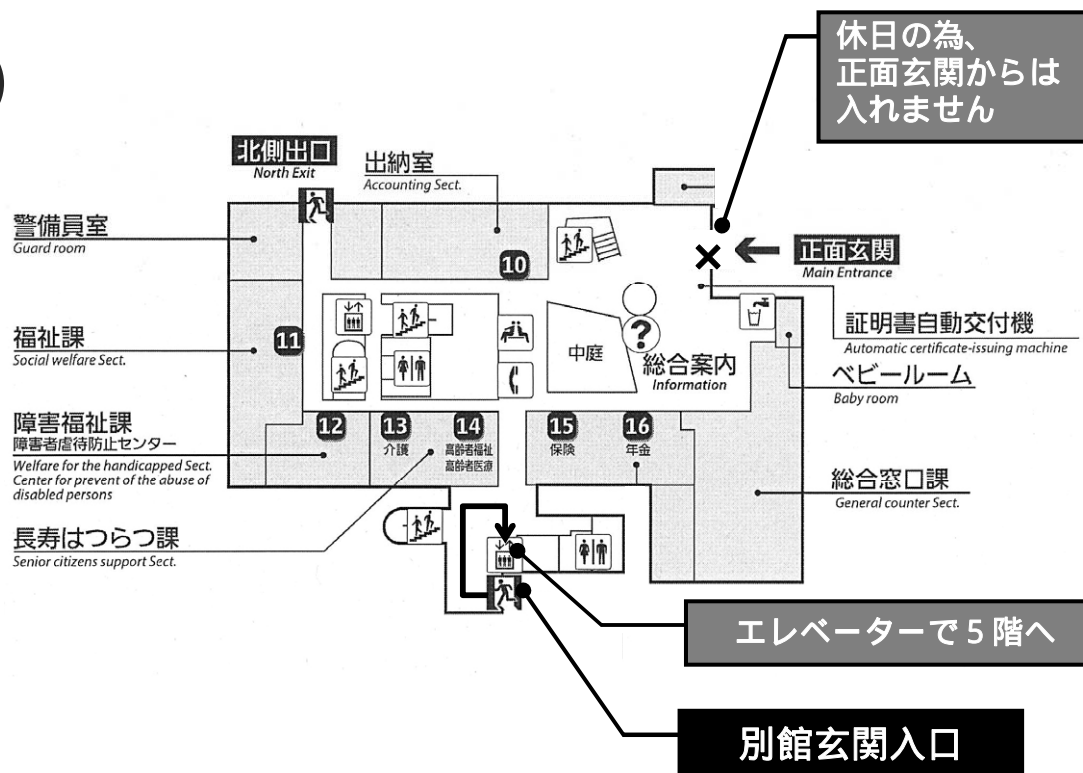 休日の為、
正面玄関からは
入れません
北側出口
North Exit
出納室
Accounting Sect.
警備員室
Guard room
10
正面玄関
Main Entrance
福祉課
Social welfare Sect.
11
中庭
?
総合案内
Information
証明書自動交付機
Automatic certificate-issuing machine
ベビールーム
Baby room
障害福祉課
障害者虐待防止センター
Welfare for the handicapped Sect.
Center for prevent of the abuse of
disabled persons
12
13
介護
14
高齢者福祉
高齢者医療
15
保険
16
年金
総合窓口課
General counter Sect.
長寿はつらつ課
Senior citizens support Sect.
エレベーターで5階へ
別館玄関入口